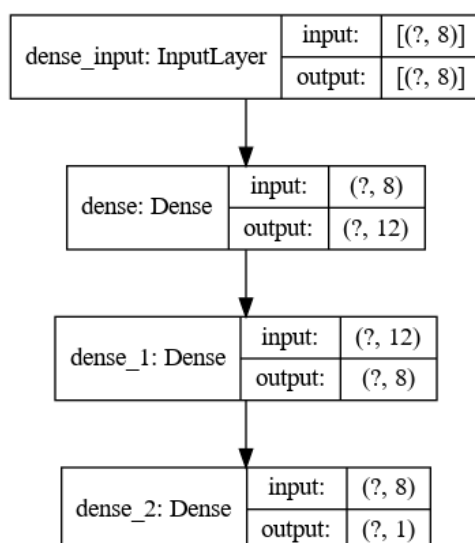 dense_input: InputLayer
input: [(?, 8)]
output: [(?, 8)]
dense: Dense
input: (?, 8)
output: (?, 12)
dense_1: Dense
input: (?, 12)
output: (?, 8)
dense_2: Dense
input: (?, 8)
output: (?, 1)